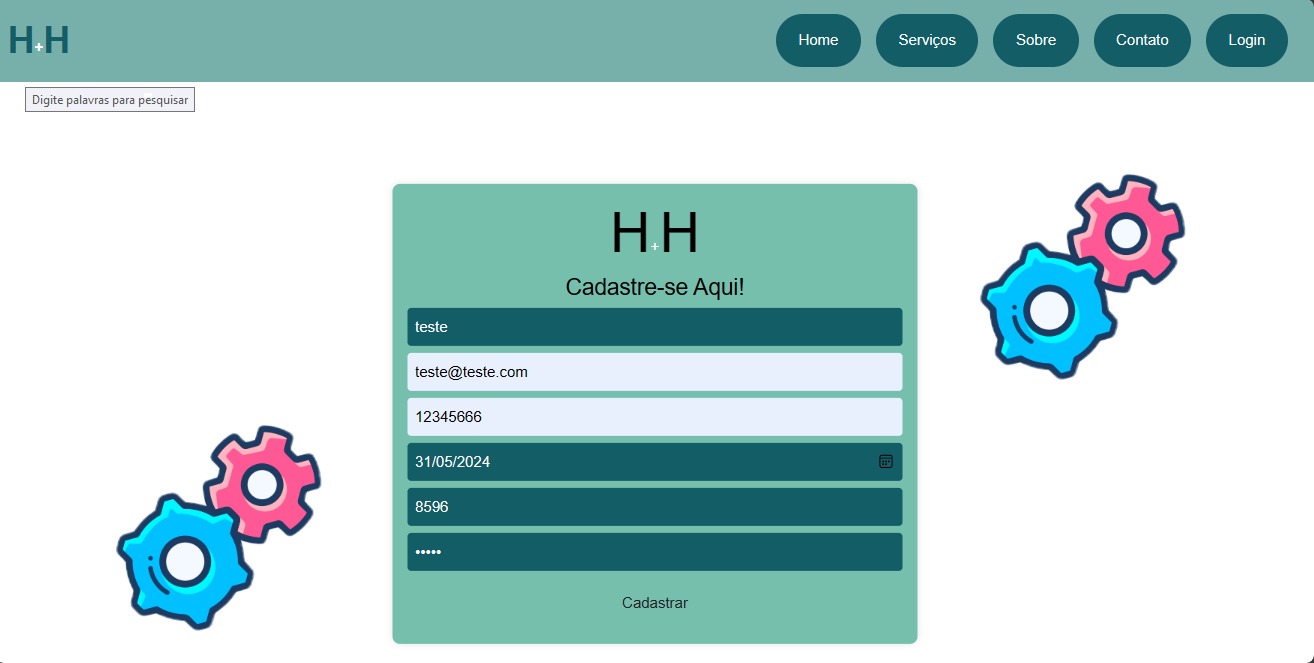 H+H
Home
Serviços
Sobre
Contato
Login
Digite palavras para pesquisar
H+H
Cadastre-se Aqui!
teste
teste@teste.com
12345666
31/05/2024
8596
•••••
Cadastrar